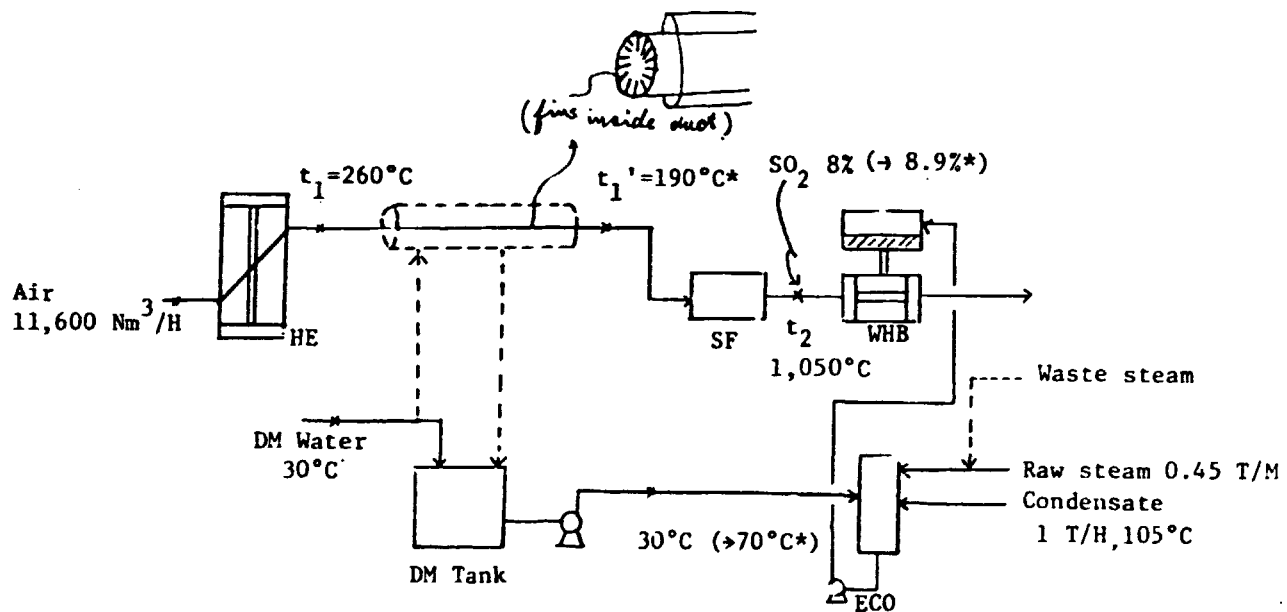 (fins inside duct)
t1=260°C
t1'=190°C*
SO2 8% (→ 8.9%*)
Air
11,600 Nm3/H
HE
SF
t2
1,050°C
WHB
Waste steam
DM Water
30°C
Raw steam 0.45 T/M
Condensate
1 T/H,105°C
30°C (→70°C*)
DM Tank
ECO